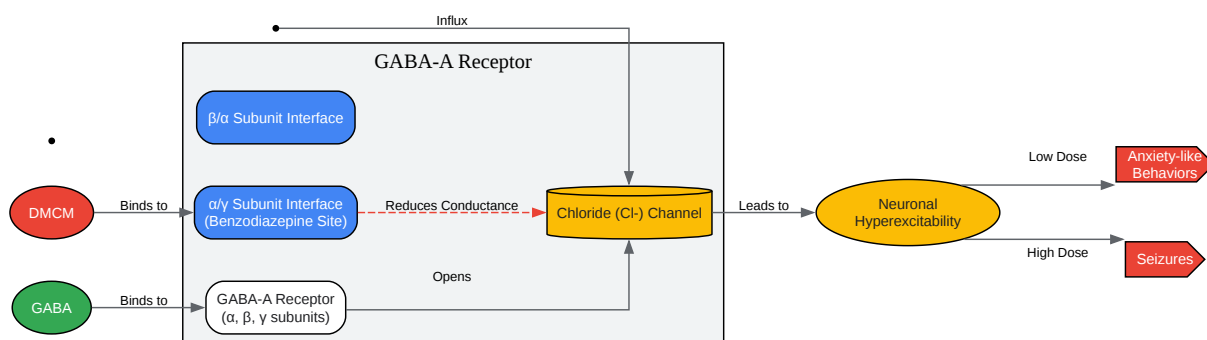 Influx
GABA-A Receptor
β/α Subunit Interface
DMCM
Binds to
α/γ Subunit Interface
(Benzodiazepine Site)
Reduces Conductance
Chloride (Cl-) Channel
Leads to
Neuronal
Hyperexcitability
Low Dose
Anxiety-like
Behaviors
High Dose
Seizures
Opens
GABA
Binds to
GABA-A Receptor
(α, β, γ subunits)